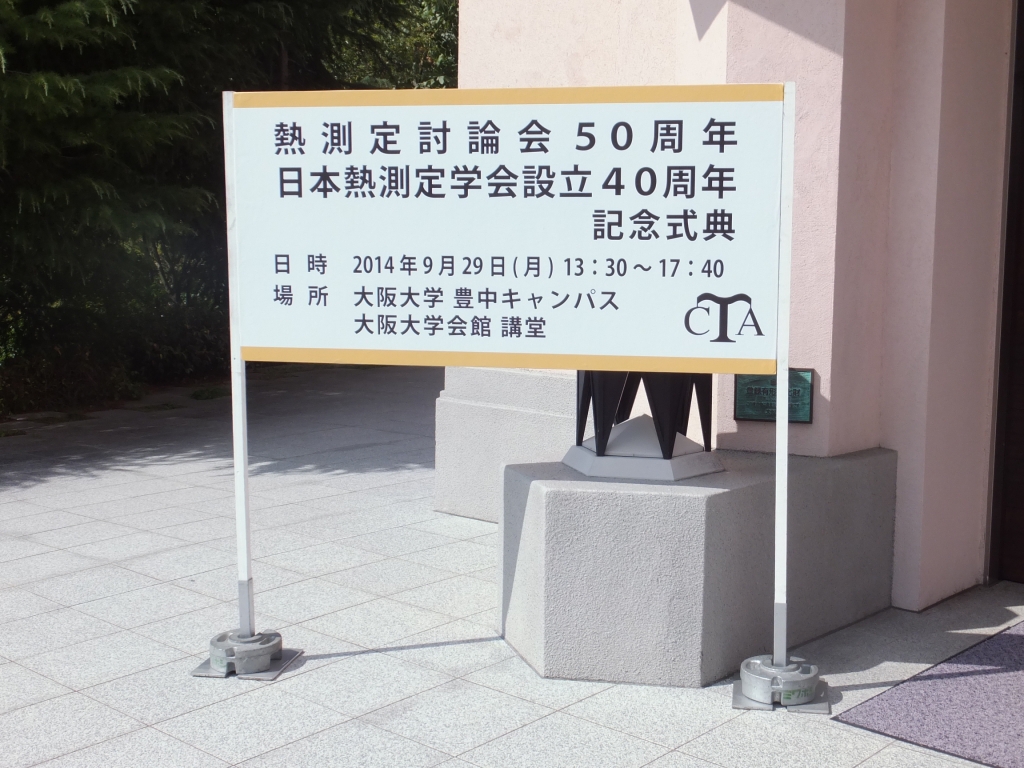 熱測定討論会50周年
日本熱測定学会設立40周年
記念式典
日時 2014年9月29日(月) 13:30～17:40
場所 大阪大学 豊中キャンパス
大阪大学会館 講堂
CTA